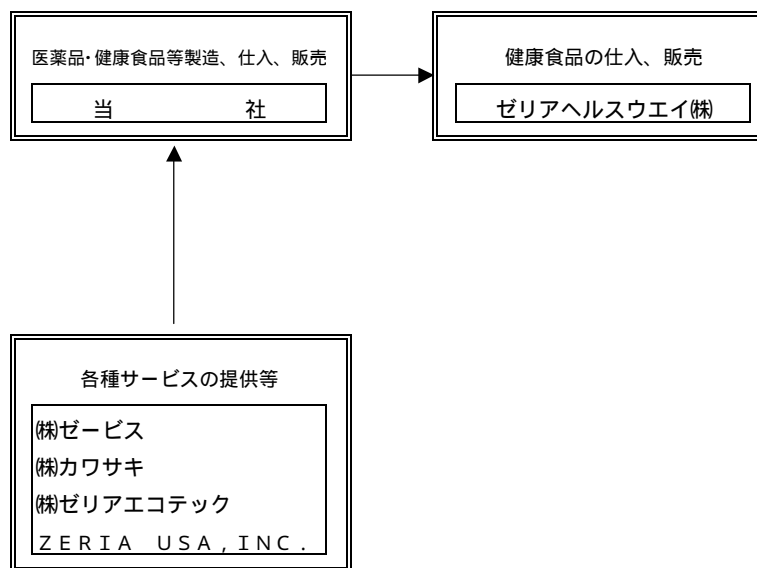 医薬品・健康食品等製造、仕入、販売
当　　　社
健康食品の仕入、販売
ゼリアヘルスウエイ㈱
各種サービスの提供等
㈱ゼービス
㈱カワサキ
㈱ゼリアエコテック
ＺＥＲＩＡ　ＵＳＡ，ＩＮＣ．